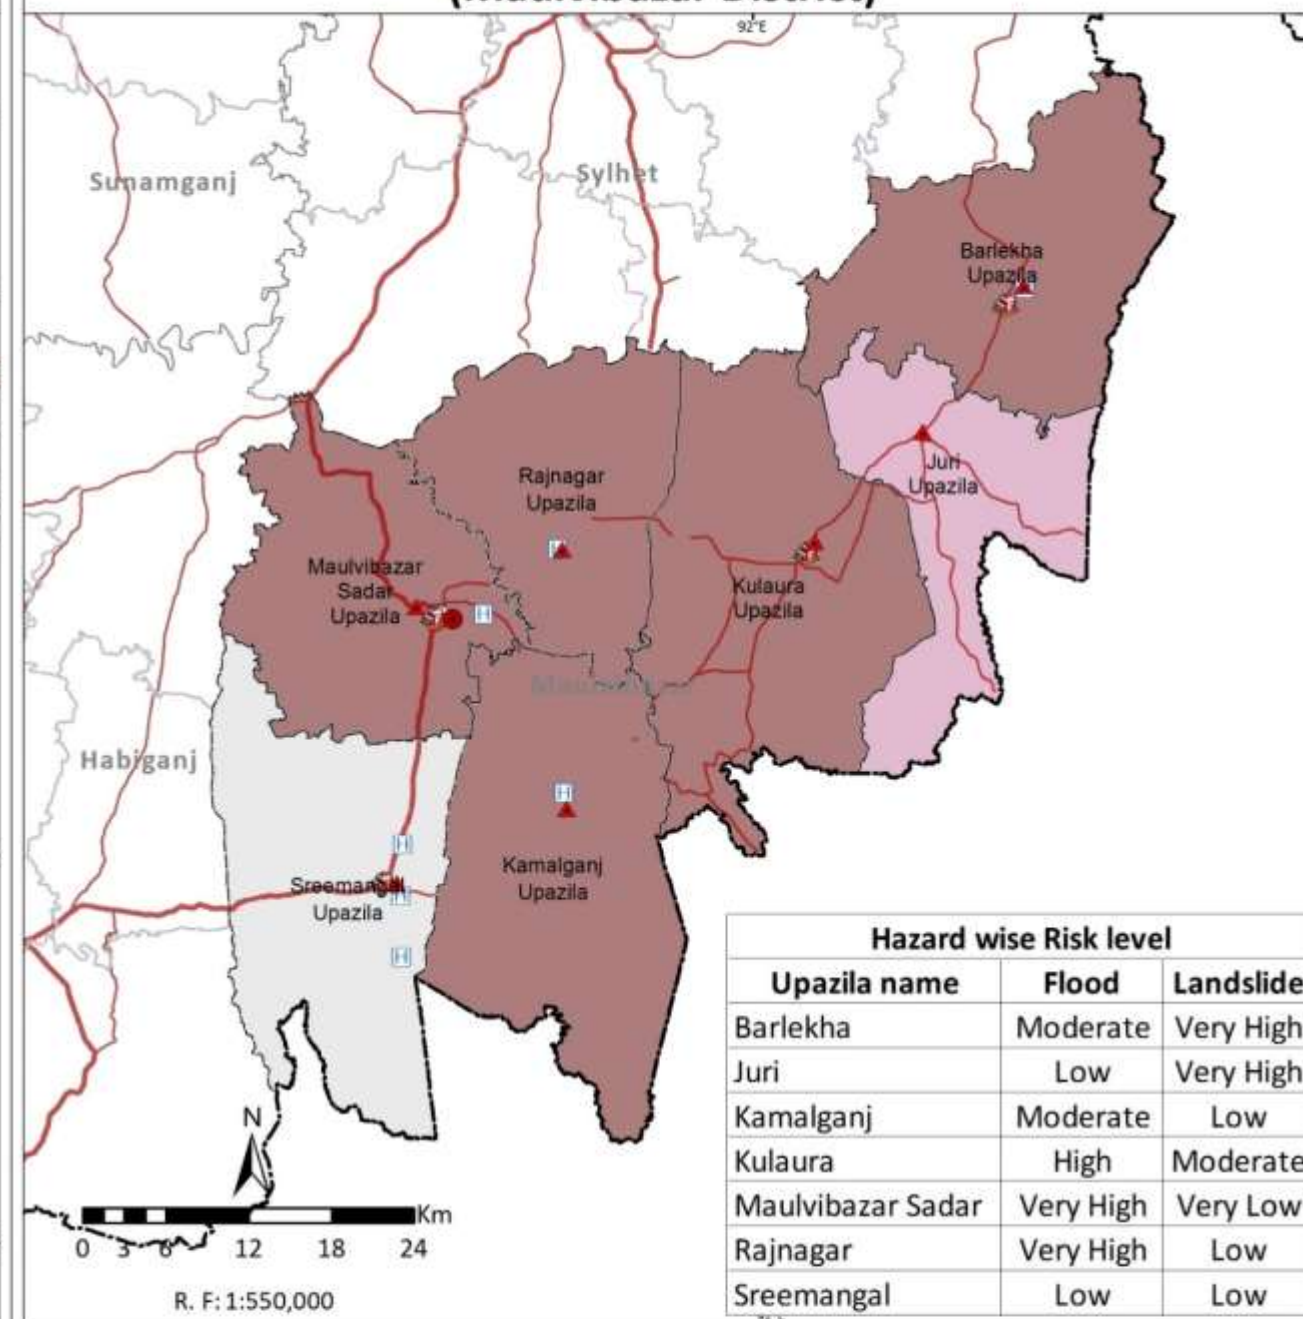 (Maulvibazar District)
92°E
Sunamganj
Sylhet
Barlekha
Upazila
Juri
Upazila
Rajnagar
Upazila
Maulvibazar
Sadar
Upazila
H
H
Kulaura
Upazila
Habiganj
H
Kamalganj
Upazila
H
Sreemangal
Upazila
H
H
N
Km
0 3 6 12 18 24
R. F: 1:550,000
Hazard wise Risk level
Upazila name Flood Landslide
Barlekha Moderate Very High
Juri Low Very High
Kamalganj Moderate Low
Kulaura High Moderate
Maulvibazar Sadar Very High Very Low
Rajnagar Very High Low
Sreemangal Low Low